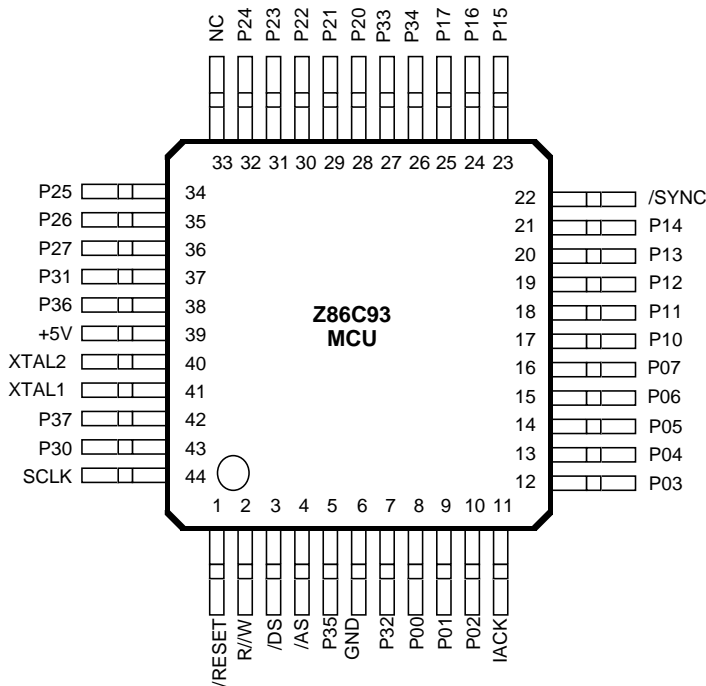 NC P24 P23 P22 P21 P20 P33 P34 P17 P16 P15
33 32 31 30 29 28 27 26 25 24 23
P25 34
P26 35
P27 36
P31 37
P36 38
+5V 39
XTAL2 40
XTAL1 41
P37 42
P30 43
SCLK 44
Z86C93
MCU
22 /SYNC
21 P14
20 P13
19 P12
18 P11
17 P10
16 P07
15 P06
14 P05
13 P04
12 P03
1 2 3 4 5 6 7 8 9 10 11
/RESET R//W /DS /AS P35 GND P32 P00 P01 P02 IACK